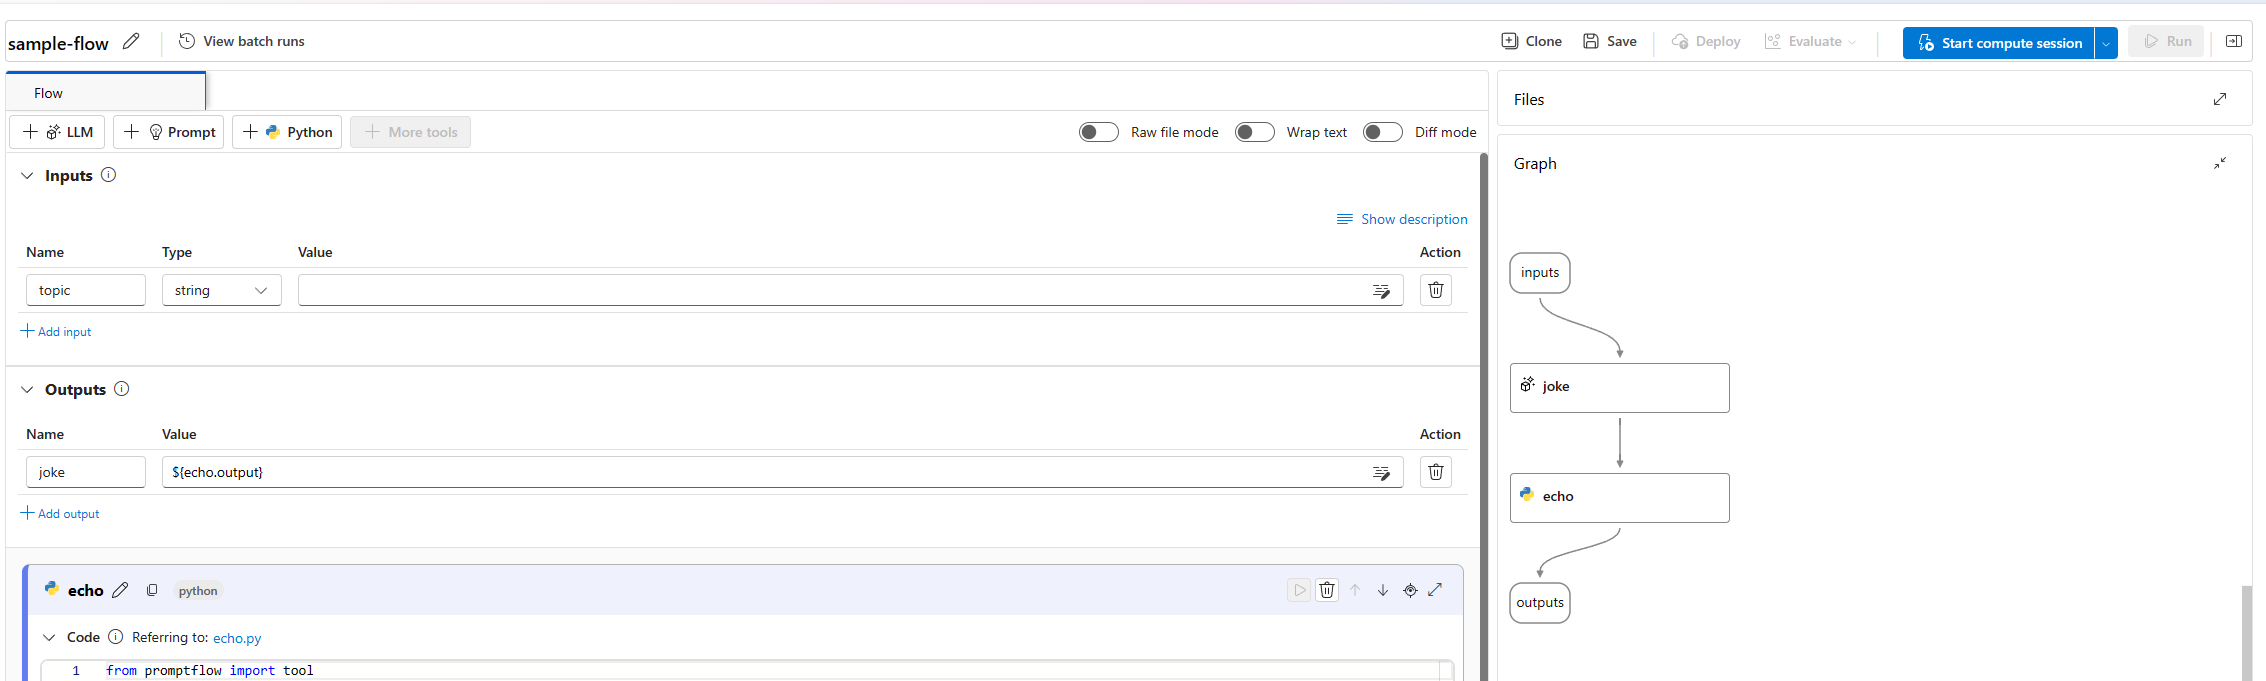 sample-flow View batch runs Clone Save Deploy Evaluate Start compute session Run
Flow
LLM Prompt Python More tools Raw file mode Wrap text Diff mode
Inputs
Show description
Name Type Value Action
topic string
Add input
Outputs
Name Value Action
joke ${echo.output}
Add output
echo python
Code Referring to: echo.py
1 from promptflow import tool
Files
Graph
inputs
joke
echo
outputs